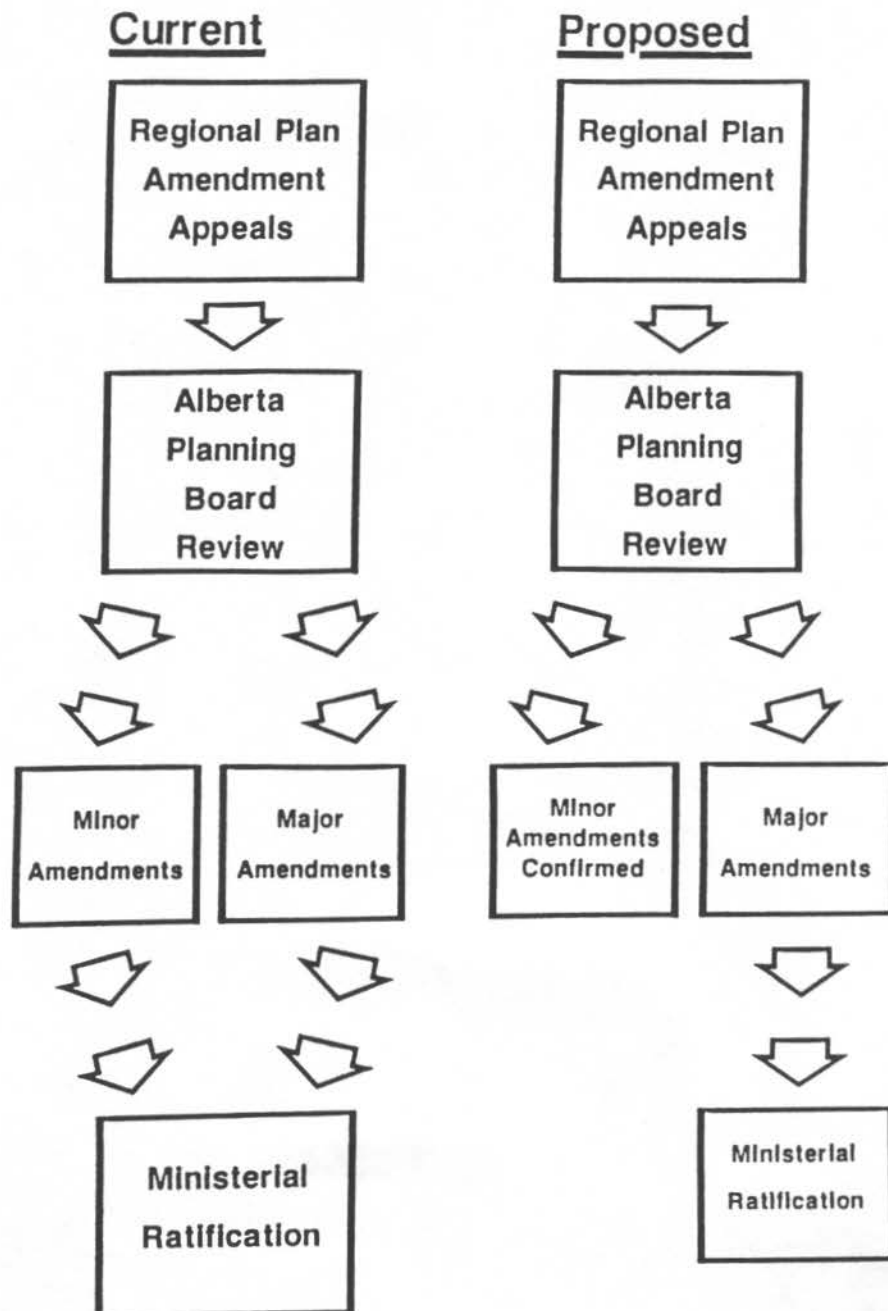 Current
Regional Plan
Amendment
Appeals
Alberta
Planning
Board
Review
Minor
Amendments
Major
Amendments
Ministerial
Ratification
Proposed
Regional Plan
Amendment
Appeals
Alberta
Planning
Board
Review
Minor
Amendments
Confirmed
Major
Amendments
Ministerial
Ratification